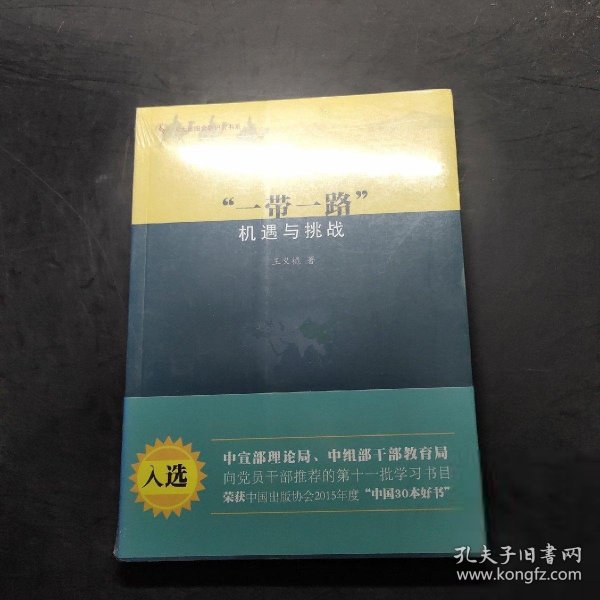 “一带一路”
机遇与挑战
王义桅 著
入选
中宣部理论局、中组部干部教育局
向党员干部推荐的第十一批学习书目
荣获中国出版协会2015年度“中国30本好书”
孔夫子旧书网
www.kongfz.com